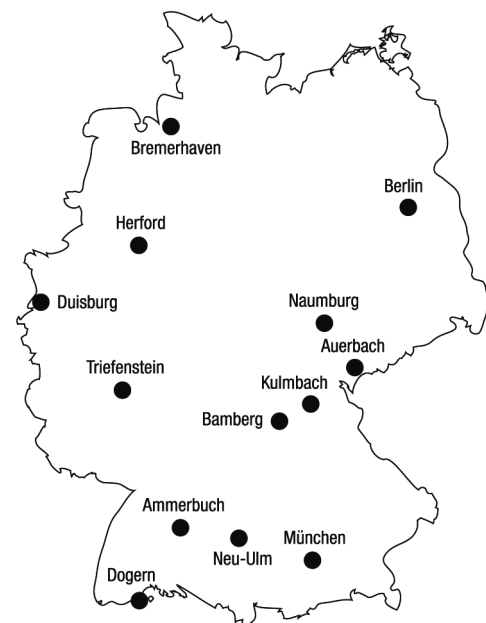 Bremerhaven
Berlin
Herford
Duisburg
Naumburg
Auerbach
Triefenstein
Kulmbach
Bamberg
Ammerbuch
Neu-Ulm
München
Dogern